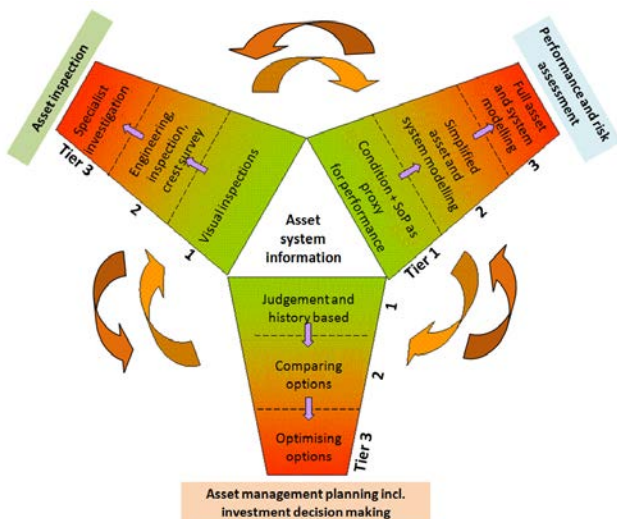 Asset inspection
Specialist
investigation
Engineering,
inspection,
crest survey
Visual inspections
Tier 3
2
1
Performance and risk
assessment
Full asset
and system
modelling
Simplified
asset and
system modelling
Condition + SoP as
proxy
for performance
Tier 1
2
3
Asset
system
information
Judgement and
history based
Comparing
options
Optimising
options
1
2
Tier 3
Asset management planning incl.
investment decision making